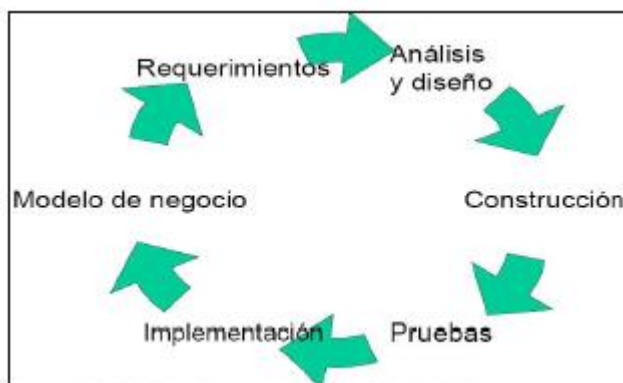 Requerimientos
Análisis
y diseño
Construcción
Pruebas
Implementación
Modelo de negocio